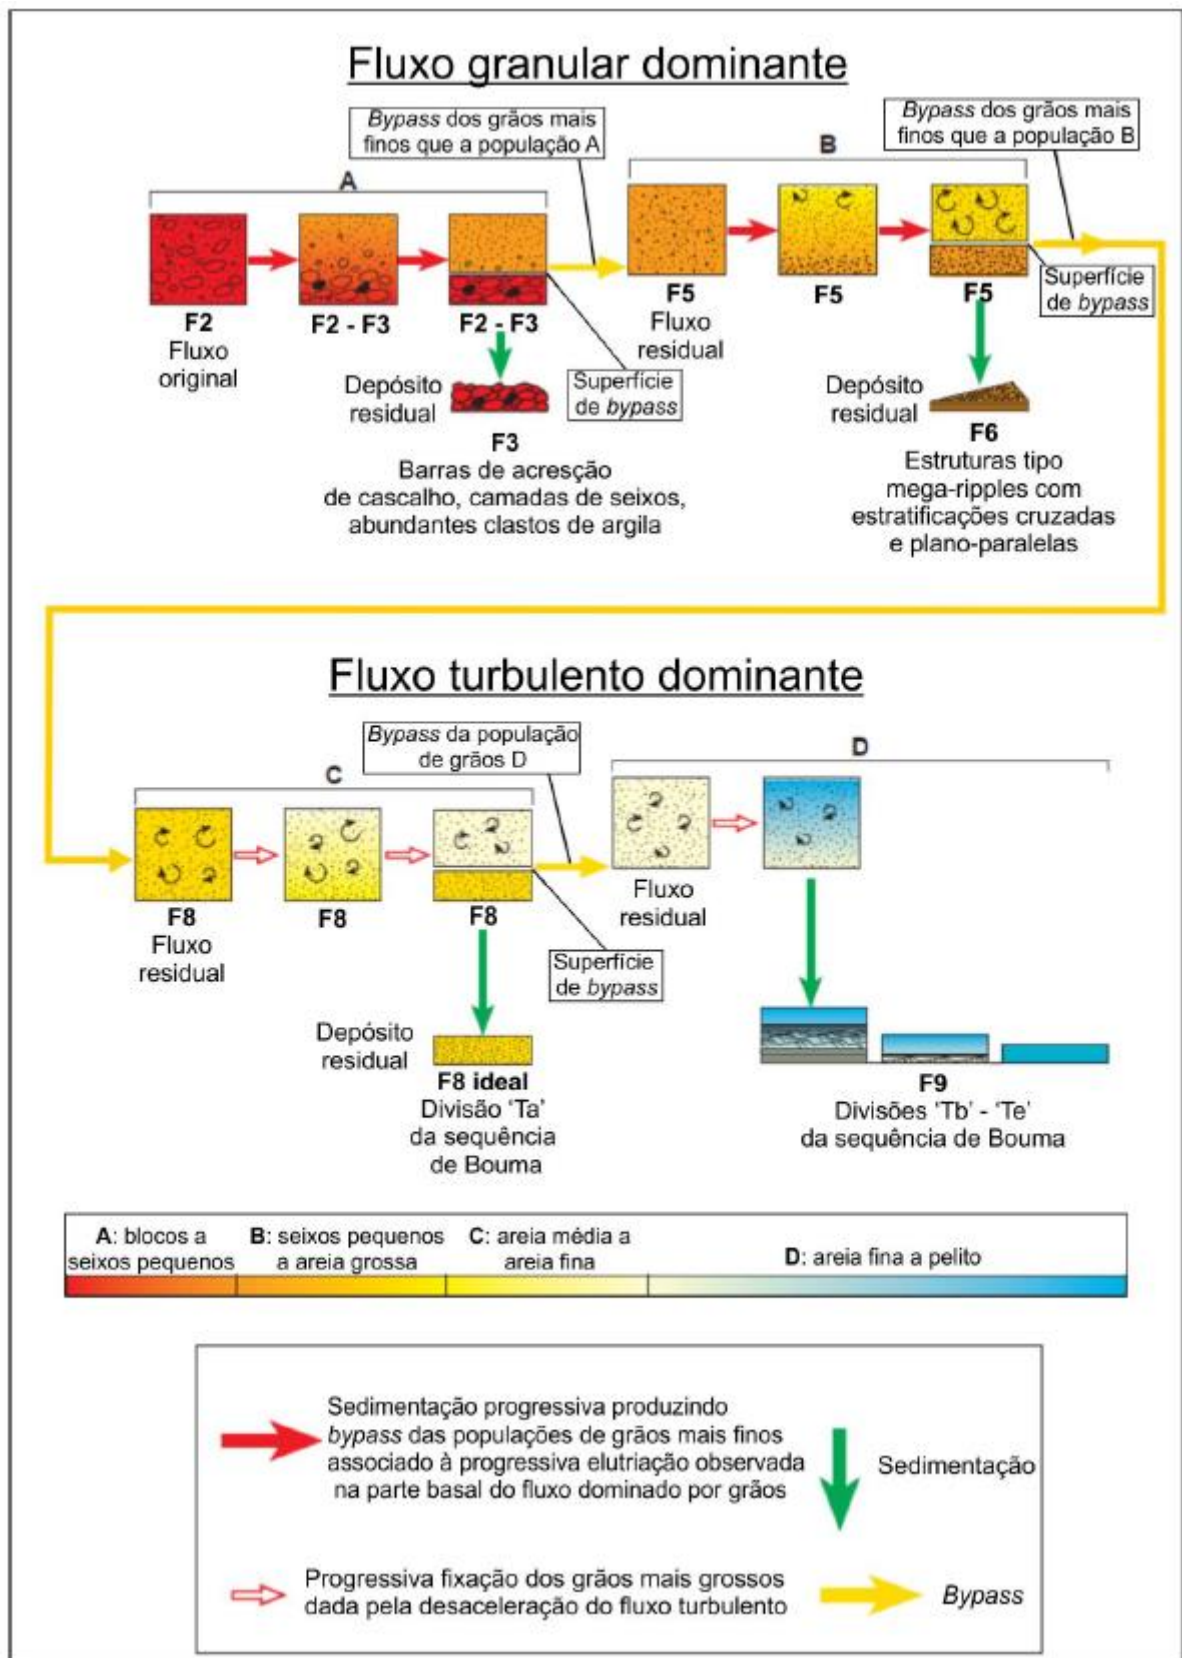 Fluxo granular dominante
Bypass dos grãos mais
finos que a população A
Bypass dos grãos mais
finos que a população B
A
B
F2
Fluxo
original
F2 - F3
F2 - F3
F5
Fluxo
residual
F5
F5
Superfície
de bypass
Superfície
de bypass
Depósito
residual
F3
Barras de acresção
de cascalho, camadas de seixos,
abundantes clastos de argila
Depósito
residual
F6
Estruturas tipo
mega-ripples com
estratificações cruzadas
e plano-paralelas
Fluxo turbulento dominante
Bypass da população
de grãos D
C
D
F8
Fluxo
residual
F8
F8
Fluxo
residual
Superfície
de bypass
Depósito
residual
F8 ideal
Divisão ‘Ta’
da sequência
de Bouma
F9
Divisões ‘Tb’ - ‘Te’
da sequência de Bouma
A: blocos a
seixos pequenos
B: seixos pequenos
a areia grossa
C: areia média a
areia fina
D: areia fina a pelito
Sedimentação progressiva produzindo
bypass das populações de grãos mais finos
associado à progressiva elutriação observada
na parte basal do fluxo dominado por grãos
Sedimentação
Progressiva fixação dos grãos mais grossos
dada pela desaceleração do fluxo turbulento
Bypass